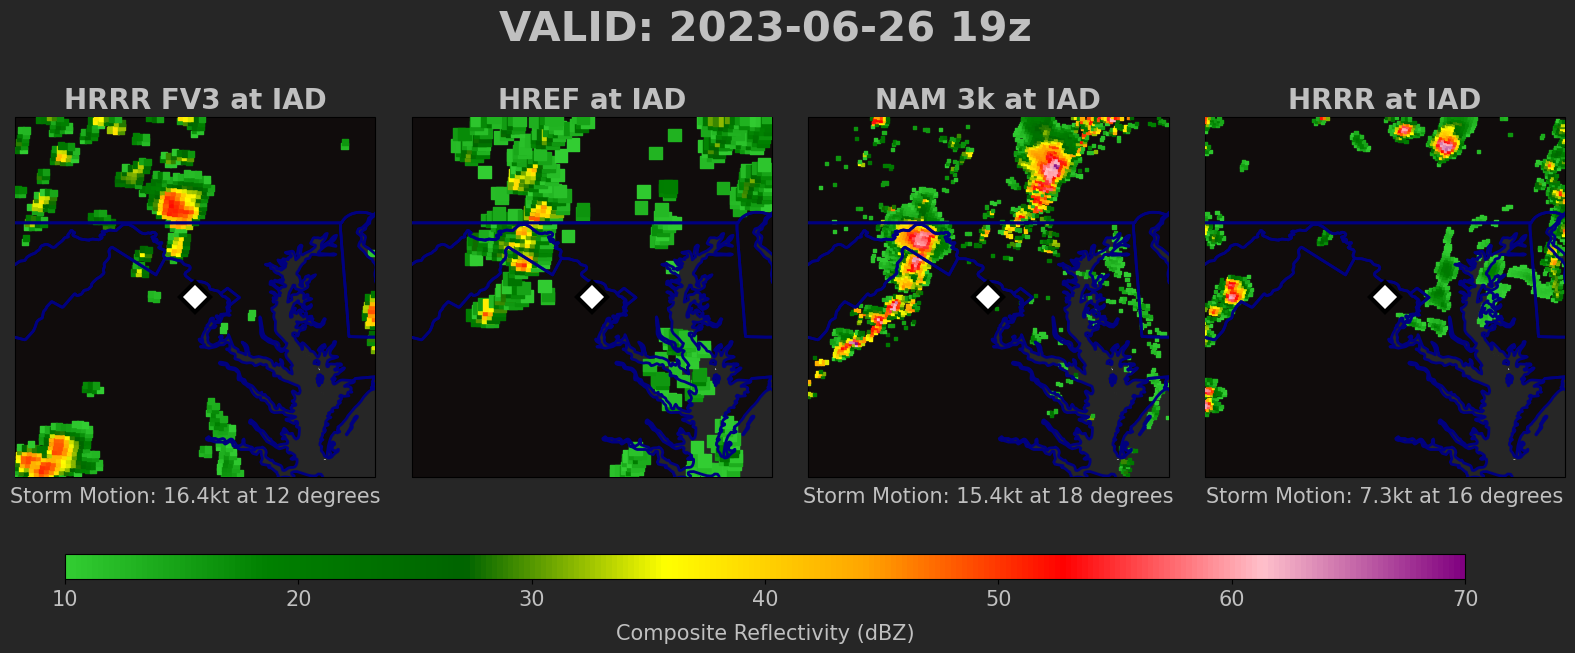 VALID: 2023-06-26 19z
HRRR FV3 at IAD
HREF at IAD
NAM 3k at IAD
HRRR at IAD
Storm Motion: 16.4kt at 12 degrees
Storm Motion: 15.4kt at 18 degrees
Storm Motion: 7.3kt at 16 degrees
10 20 30 40 50 60 70
Composite Reflectivity (dBZ)